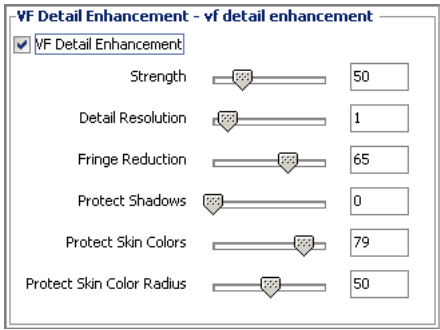 VF Detail Enhancement - vf detail enhancement
VF Detail Enhancement
Strength 50
Detail Resolution 1
Fringe Reduction 65
Protect Shadows 0
Protect Skin Colors 79
Protect Skin Color Radius 50